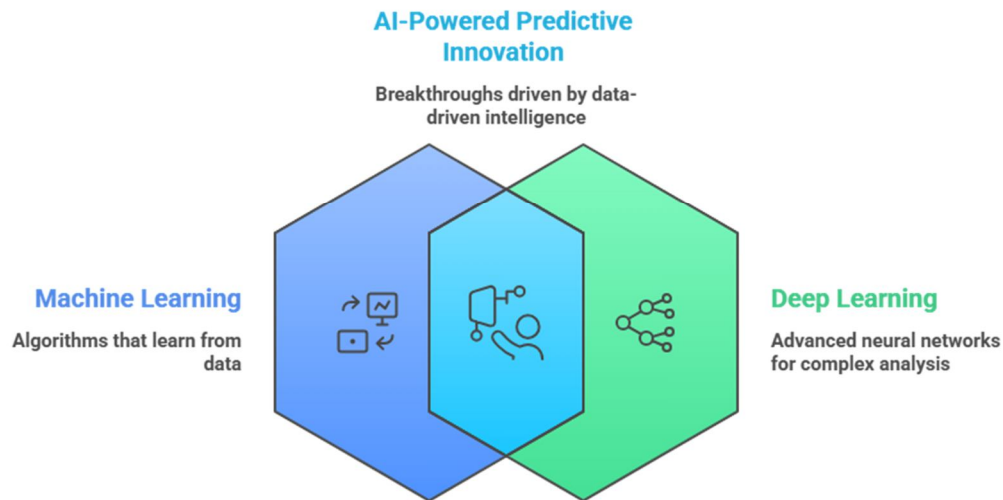 AI-Powered Predictive
Innovation
Breakthroughs driven by data-
driven intelligence
Machine Learning
Algorithms that learn from
data
Deep Learning
Advanced neural networks
for complex analysis